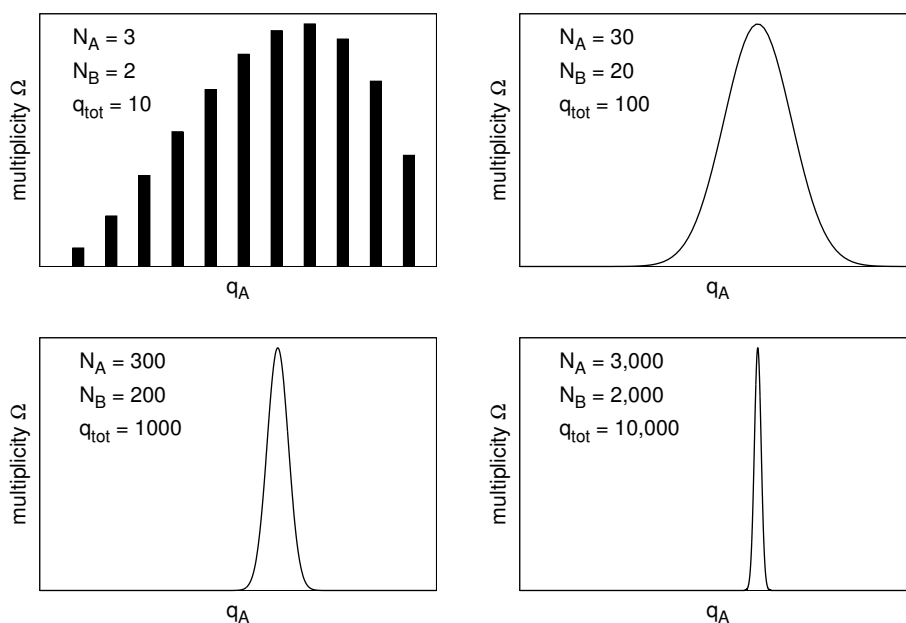 N_A = 3
N_B = 2
q_tot = 10
multiplicity Ω
q_A
N_A = 30
N_B = 20
q_tot = 100
multiplicity Ω
q_A
N_A = 300
N_B = 200
q_tot = 1000
multiplicity Ω
q_A
N_A = 3,000
N_B = 2,000
q_tot = 10,000
multiplicity Ω
q_A